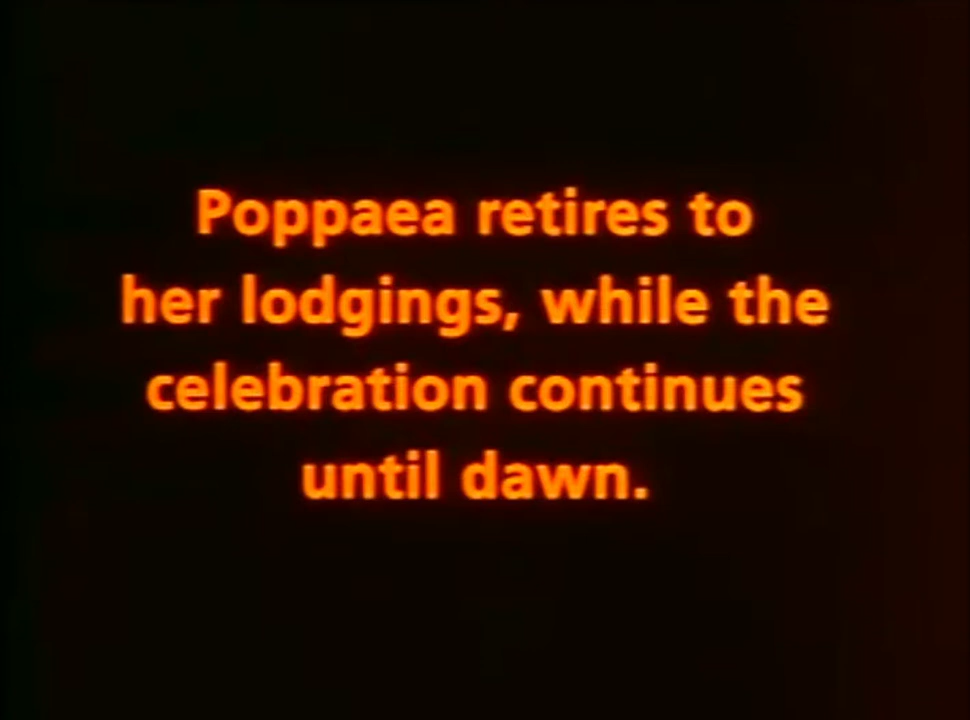 Poppaea retires to
her lodgings, while the
celebration continues
until dawn.